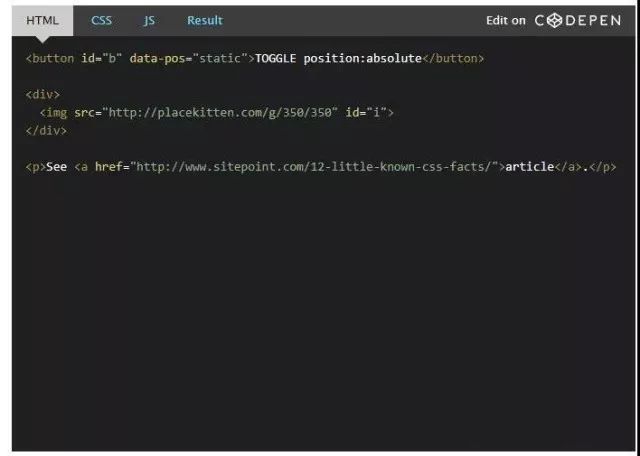 HTML CSS JS Result Edit on CODEPEN
<button id="b" data-pos="static">TOGGLE position:absolute</button>
<div>
<img src="http://placekitten.com/g/350/350" id="i">
</div>
<p>See <a href="http://www.sitepoint.com/12-little-known-css-facts/">article</a>.</p>